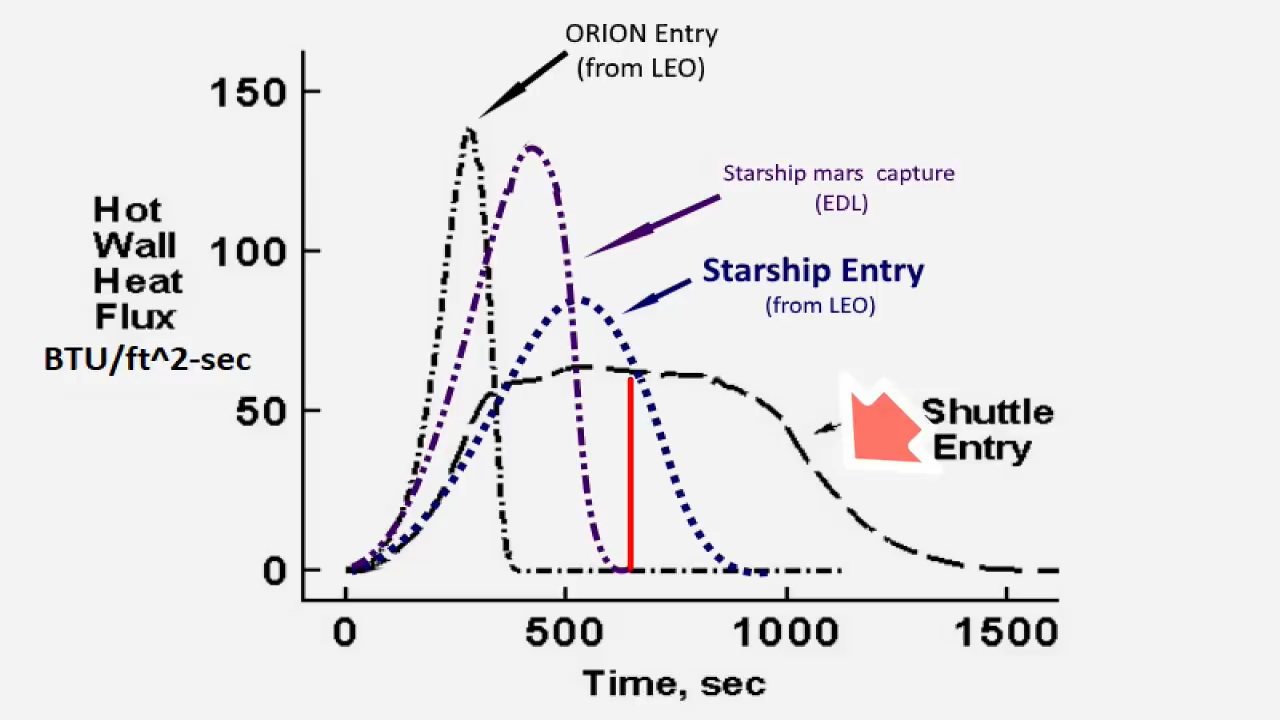 ORION Entry
(from LEO)
150
Starship mars capture
(EDL)
Hot
Wall
Heat
Flux
BTU/ft^2-sec
100
Starship Entry
(from LEO)
50
Shuttle
Entry
0
0 500 1000 1500
Time, sec